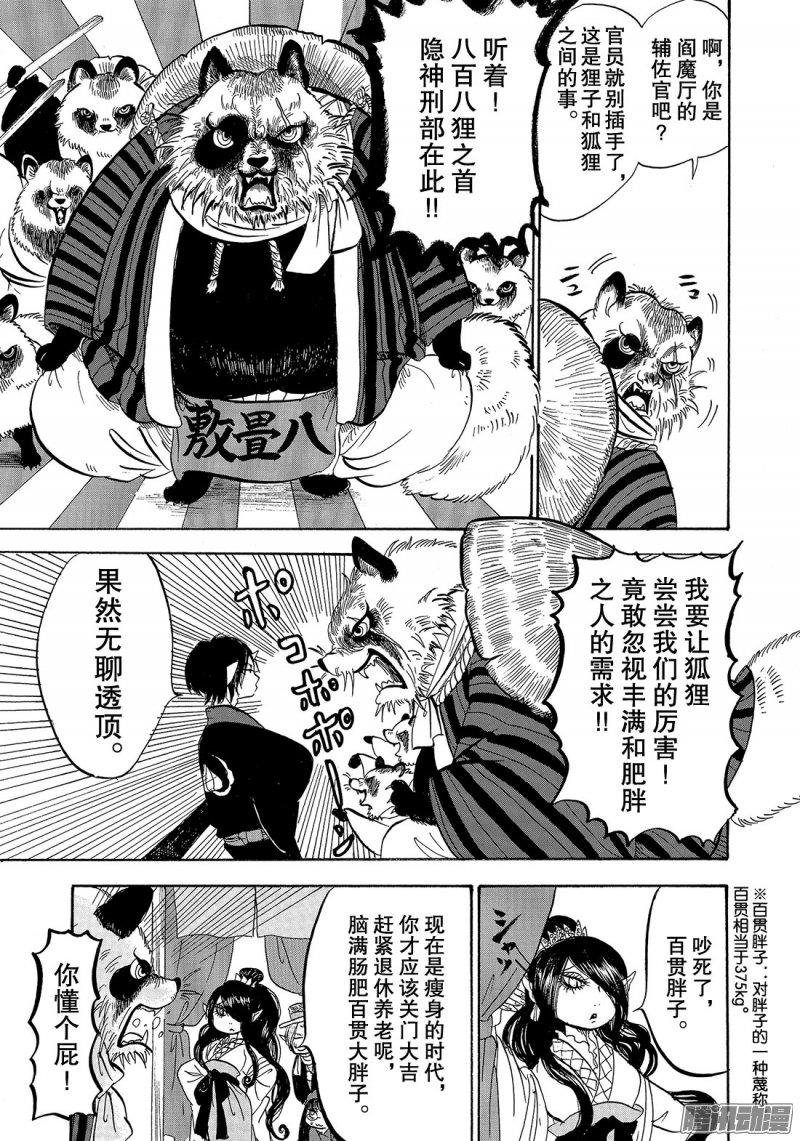 啊，你是
阎魔厅的
辅佐官吧？
官员就别插手了，
这是狸子和狐狸
之间的事。
听着！
八百八狸之首
隐神刑部在此!!
八畳敷
我要让狐狸
尝尝我们的厉害！
竟敢忽视丰满和肥胖
之人的需求!!
ポコポポポーン
果然无聊透顶。
※百贯胖子：对胖子的一种蔑称，
百贯相当于375kg。
吵死了，
百贯胖子。
现在是瘦身的时代，
你才应该关门大吉
赶紧退休养老呢，
脑满肠肥百贯大胖子。
你懂个屁！
腾讯动漫